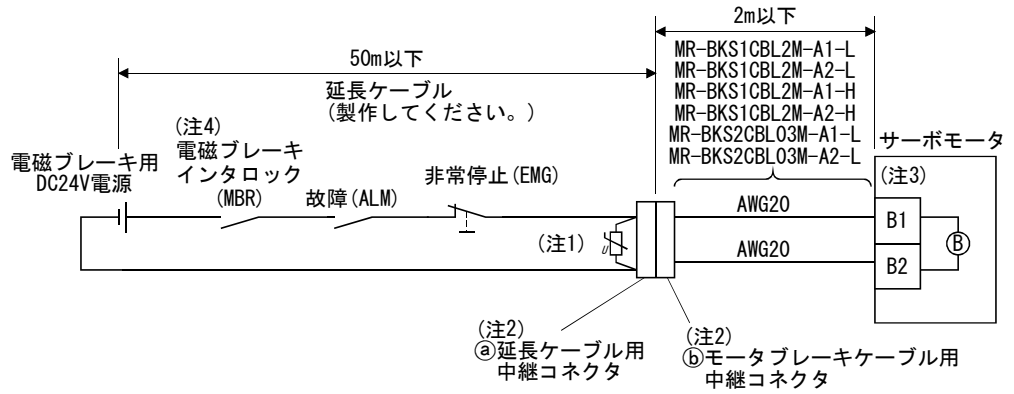 2m以下
50m以下
MR-BKS1CBL2M-A1-L
MR-BKS1CBL2M-A2-L
MR-BKS1CBL2M-A1-H
MR-BKS1CBL2M-A2-H
MR-BKS2CBL03M-A1-L
MR-BKS2CBL03M-A2-L
延長ケーブル
(製作してください。)
電磁ブレーキ用
DC24V電源
(注4)
電磁ブレーキ
インタロック
(MBR)
故障(ALM)
非常停止(EMG)
サーボモータ
(注3)
AWG20
B1
(注1)
U
AWG20
B2
B
(注2)
ⓐ延長ケーブル用
中継コネクタ
(注2)
ⓑモータブレーキケーブル用
中継コネクタ